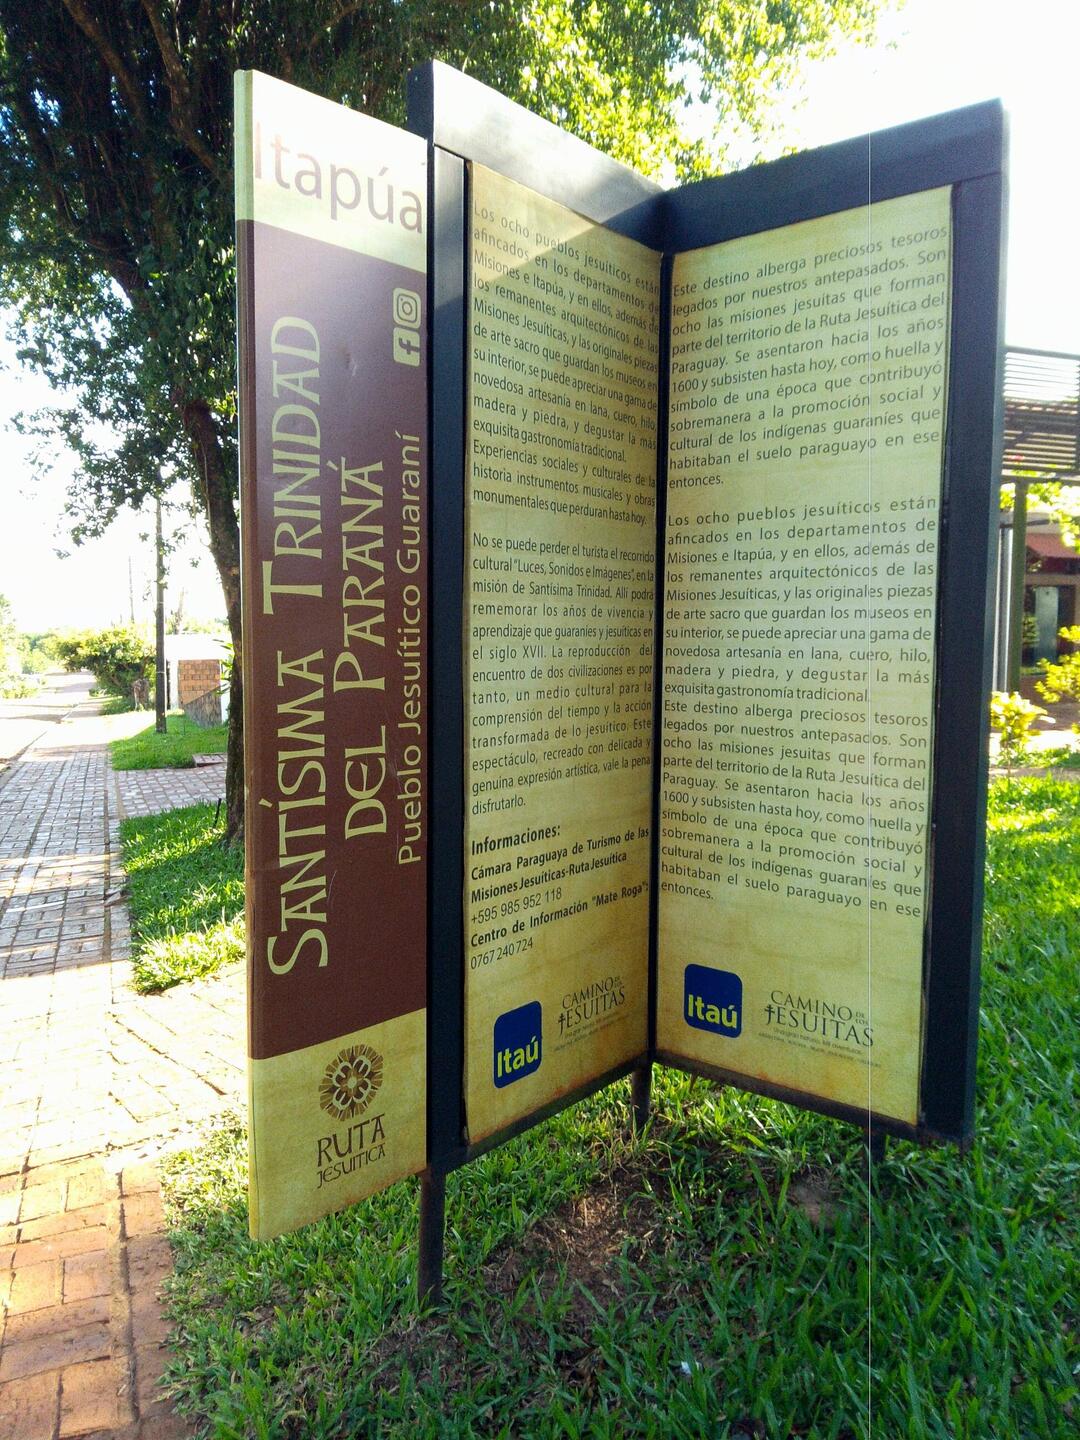 Itapúa
SANTÍSIMA TRINIDAD
DEL PARANÁ
Pueblo Jesuítico Guaraní
RUTA
JESUITICA
Los ocho pueblos jesuíticos están
afincados en los departamentos de
Misiones e Itapúa, y en ellos, además de
los remanentes arquitectónicos de las
Misiones Jesuíticas, y las originales piezas
de arte sacro que guardan los museos en
su interior, se puede apreciar una gama de
novedosa artesanía en lana, cuero, hilo,
madera y piedra, y degustar la más
exquisita gastronomía tradicional.
Experiencias sociales y culturales de la
historia instrumentos musicales y obras
monumentales que perduran hasta hoy.
No se puede perder el turista el recorrido
cultural "Luces, Sonidos e Imágenes", en la
misión de Santísima Trinidad. Allí podrá
rememorar los años de vivencia y
aprendizaje que guaraníes y jesuíticas en
el siglo XVII. La reproducción del
encuentro de dos civilizaciones es por
tanto, un medio cultural para la
comprensión del tiempo y la acción
transformada de lo jesuítico. Este
espectáculo, recreado con delicada y
genuina expresión artística, vale la pena
disfrutarlo.
Informaciones:
Cámara Paraguaya de Turismo de las
Misiones Jesuíticas-Ruta Jesuítica
+595 985 952 118
Centro de Información "Mate Roga":
0767 240 724
Itaú
CAMINO DE LOS
JESUITAS
Este destino alberga preciosos tesoros
legados por nuestros antepasados. Son
ocho las misiones jesuitas que forman
parte del territorio de la Ruta Jesuítica del
Paraguay. Se asentaron hacia los años
1600 y subsisten hasta hoy, como huella y
símbolo de una época que contribuyó
sobremanera a la promoción social y
cultural de los indígenas guaraníes que
habitaban el suelo paraguayo en ese
entonces.
Los ocho pueblos jesuíticos están
afincados en los departamentos de
Misiones e Itapúa, y en ellos, además de
los remanentes arquitectónicos de las
Misiones Jesuíticas, y las originales piezas
de arte sacro que guardan los museos en
su interior, se puede apreciar una gama de
novedosa artesanía en lana, cuero, hilo,
madera y piedra, y degustar la más
exquisita gastronomía tradicional.
Este destino alberga preciosos tesoros
legados por nuestros antepasados. Son
ocho las misiones jesuitas que forman
parte del territorio de la Ruta Jesuítica del
Paraguay. Se asentaron hacia los años
1600 y subsisten hasta hoy, como huella y
símbolo de una época que contribuyó
sobremanera a la promoción social y
cultural de los indígenas guaraníes que
habitaban el suelo paraguayo en ese
entonces.
Itaú
CAMINO DE LOS
JESUITAS